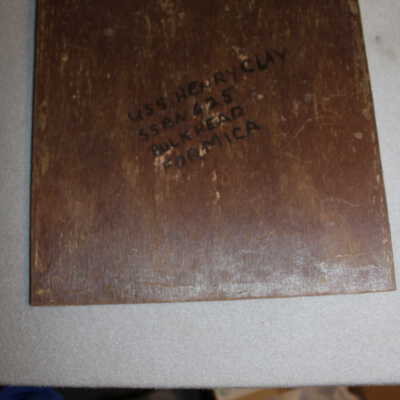 USS HENRY CLAY
SSBN 625
BULKHEAD
FORMICA